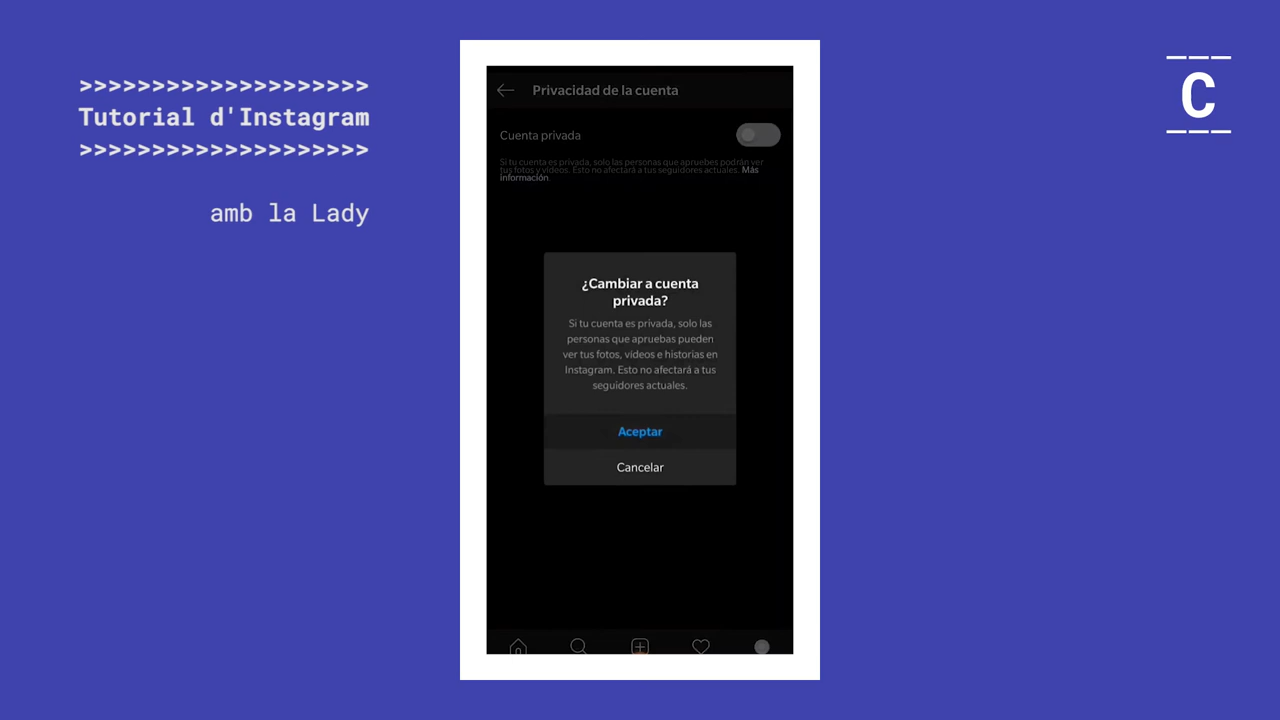 >>>>>>>>>>>>>>>>>>>>
Tutorial d'Instagram
>>>>>>>>>>>>>>>>>>>>
amb la Lady
C
Privacidad de la cuenta
Cuenta privada
Si tu cuenta es privada, solo las personas que apruebes podrán ver
tus fotos y vídeos. Esto no afectará a tus seguidores actuales. Más
información.
¿Cambiar a cuenta
privada?
Si tu cuenta es privada, solo las
personas que apruebas pueden
ver tus fotos, vídeos e historias en
Instagram. Esto no afectará a tus
seguidores actuales.
Aceptar
Cancelar